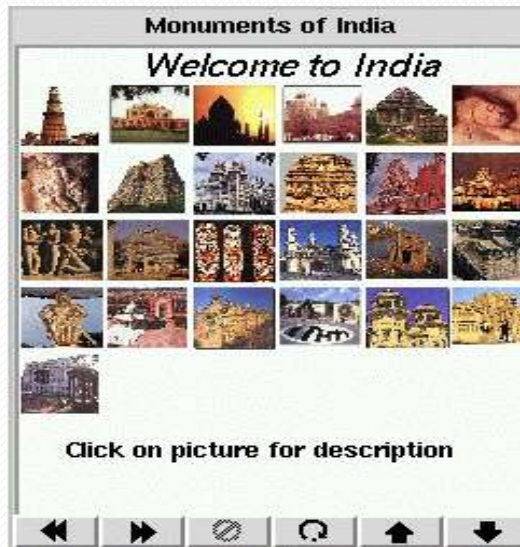 Monuments of India
Welcome to India
Click on picture for description